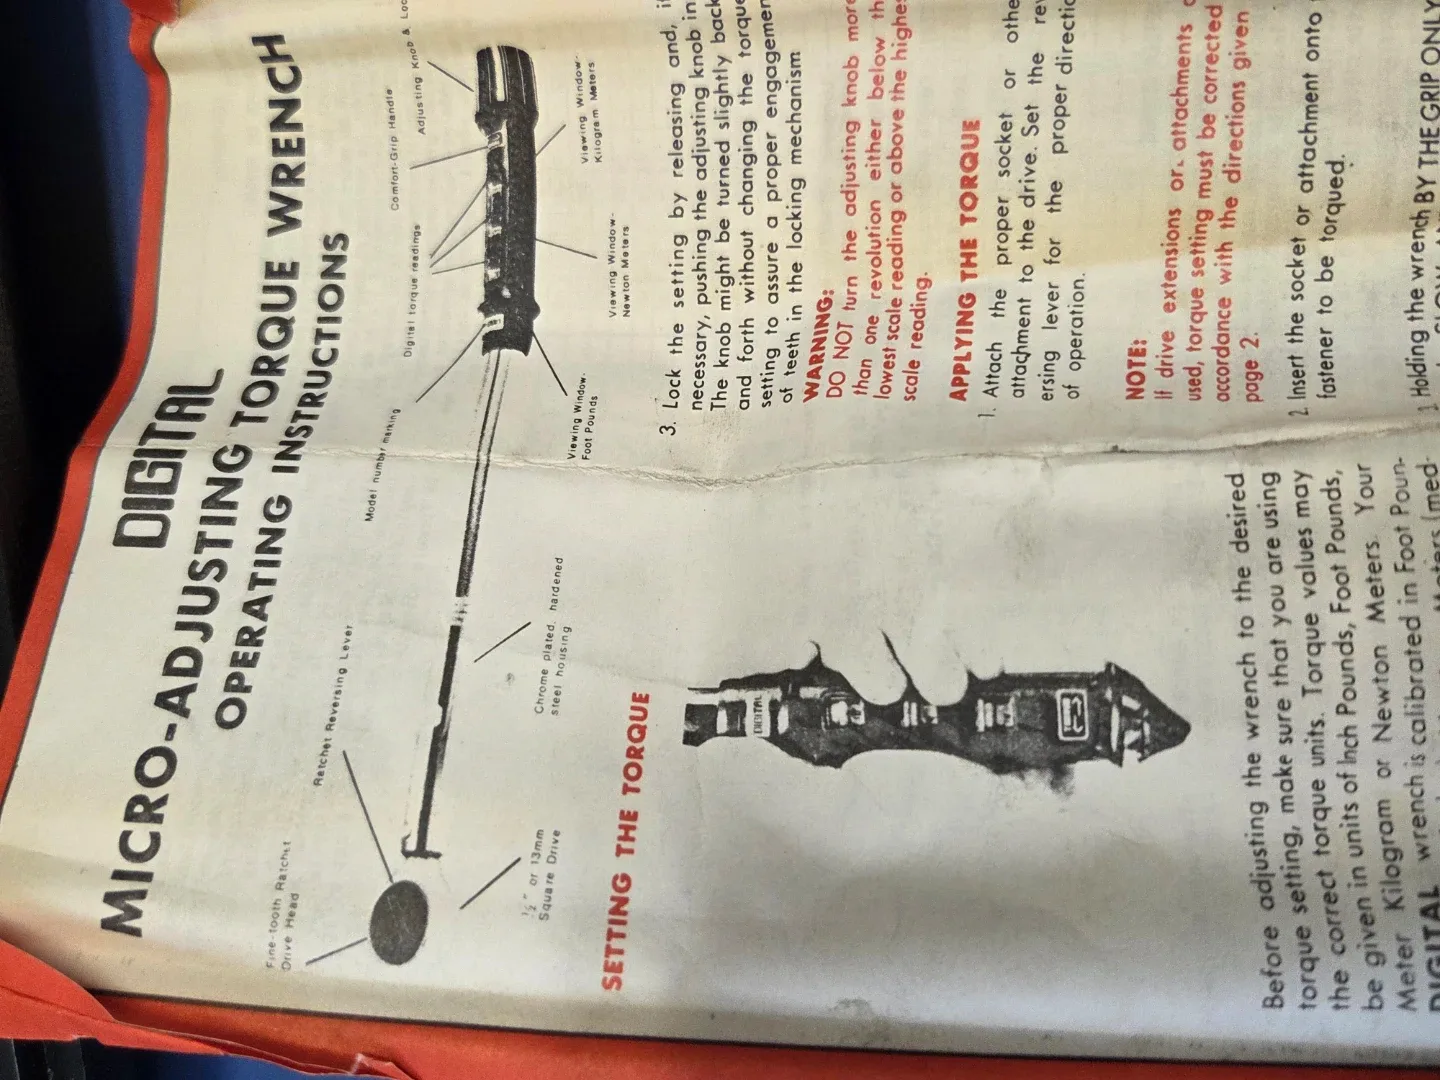 DIGITAL
MICRO-ADJUSTING TORQUE WRENCH
OPERATING INSTRUCTIONS
Fine-tooth Ratchet
Drive Head
Ratchet Reversing Lever
Model number marking
Digital torque readings
Comfort-Grip Handle
Adjusting Knob & Loc
½" or 13mm
Square Drive
Chrome plated, hardened
steel housing
Viewing Window-
Foot Pounds
Viewing Window-
Newton Meters
Viewing Window-
Kilogram Meters
SETTING THE TORQUE
DIGITAL
Before adjusting the wrench to the desired
torque setting, make sure that you are using
the correct torque units. Torque values may
be given in units of Inch Pounds, Foot Pounds,
Meter Kilogram or Newton Meters. Your
DIGITAL wrench is calibrated in Foot Poun-
Meters (med-
3. Lock the setting by releasing and, i
necessary, pushing the adjusting knob in
The knob might be turned slightly back
and forth without changing the torque
setting to assure a proper engagemen
of teeth in the locking mechanism
WARNING:
DO NOT turn the adjusting knob more
than one revolution either below th
lowest scale reading or above the highes
scale reading.
APPLYING THE TORQUE
1. Attach the proper socket or othe
attachment to the drive. Set the rev
ersing lever for the proper directio
of operation.
NOTE:
If drive extensions or attachments
used, torque setting must be corrected
accordance with the directions given
page 2.
2. Insert the socket or attachment onto
fastener to be torqued.
3. Holding the wrench BY THE GRIP ONLY